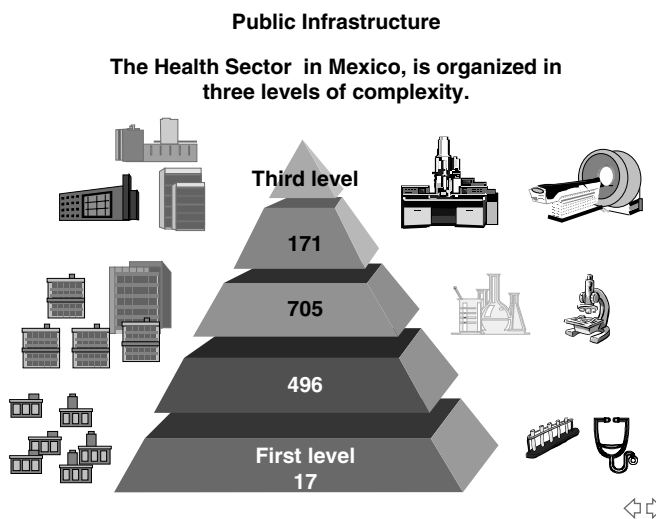 Public Infrastructure
The Health Sector  in Mexico, is organized in
three levels of complexity.
Third level
171
705
496
First level
17